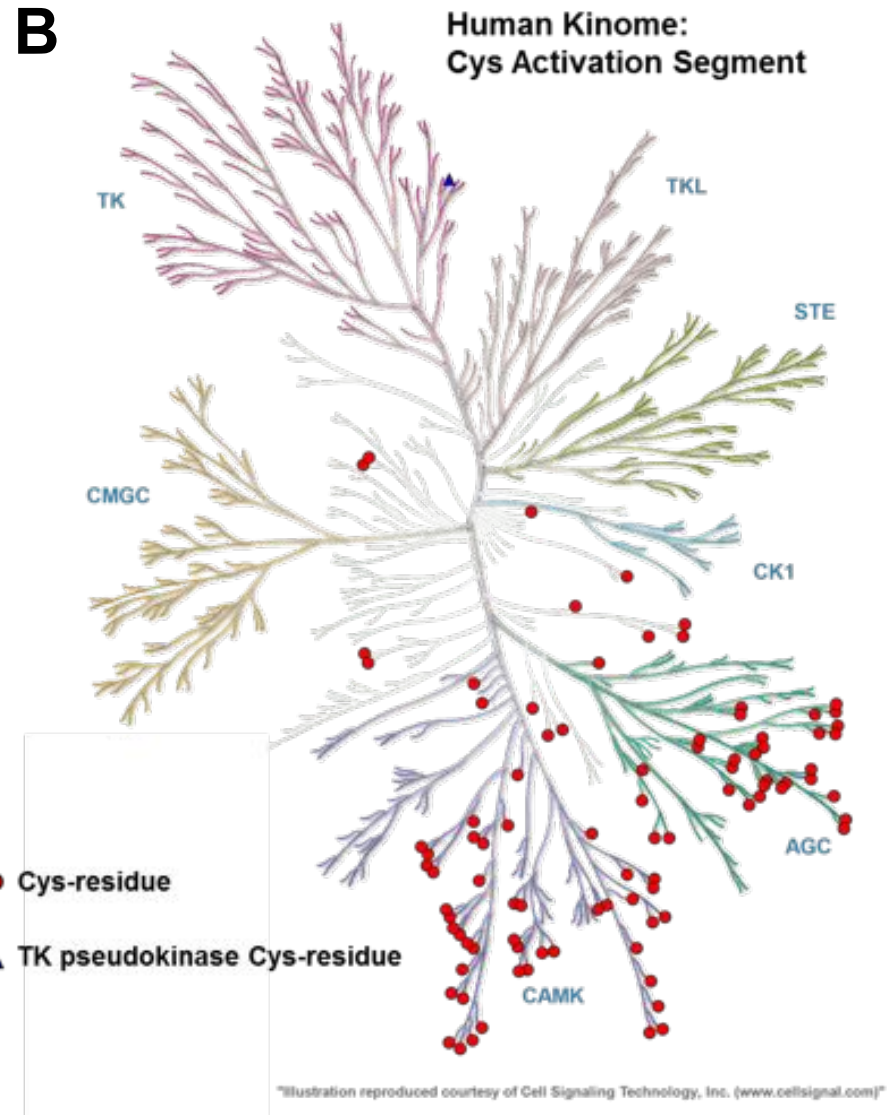 B
Human Kinome:
Cys Activation Segment
TK
TKL
STE
CMGC
CK1
AGC
Cys-residue
TK pseudokinase Cys-residue
CAMK
"Illustration reproduced courtesy of Cell Signaling Technology, Inc. (www.cellsignal.com)"